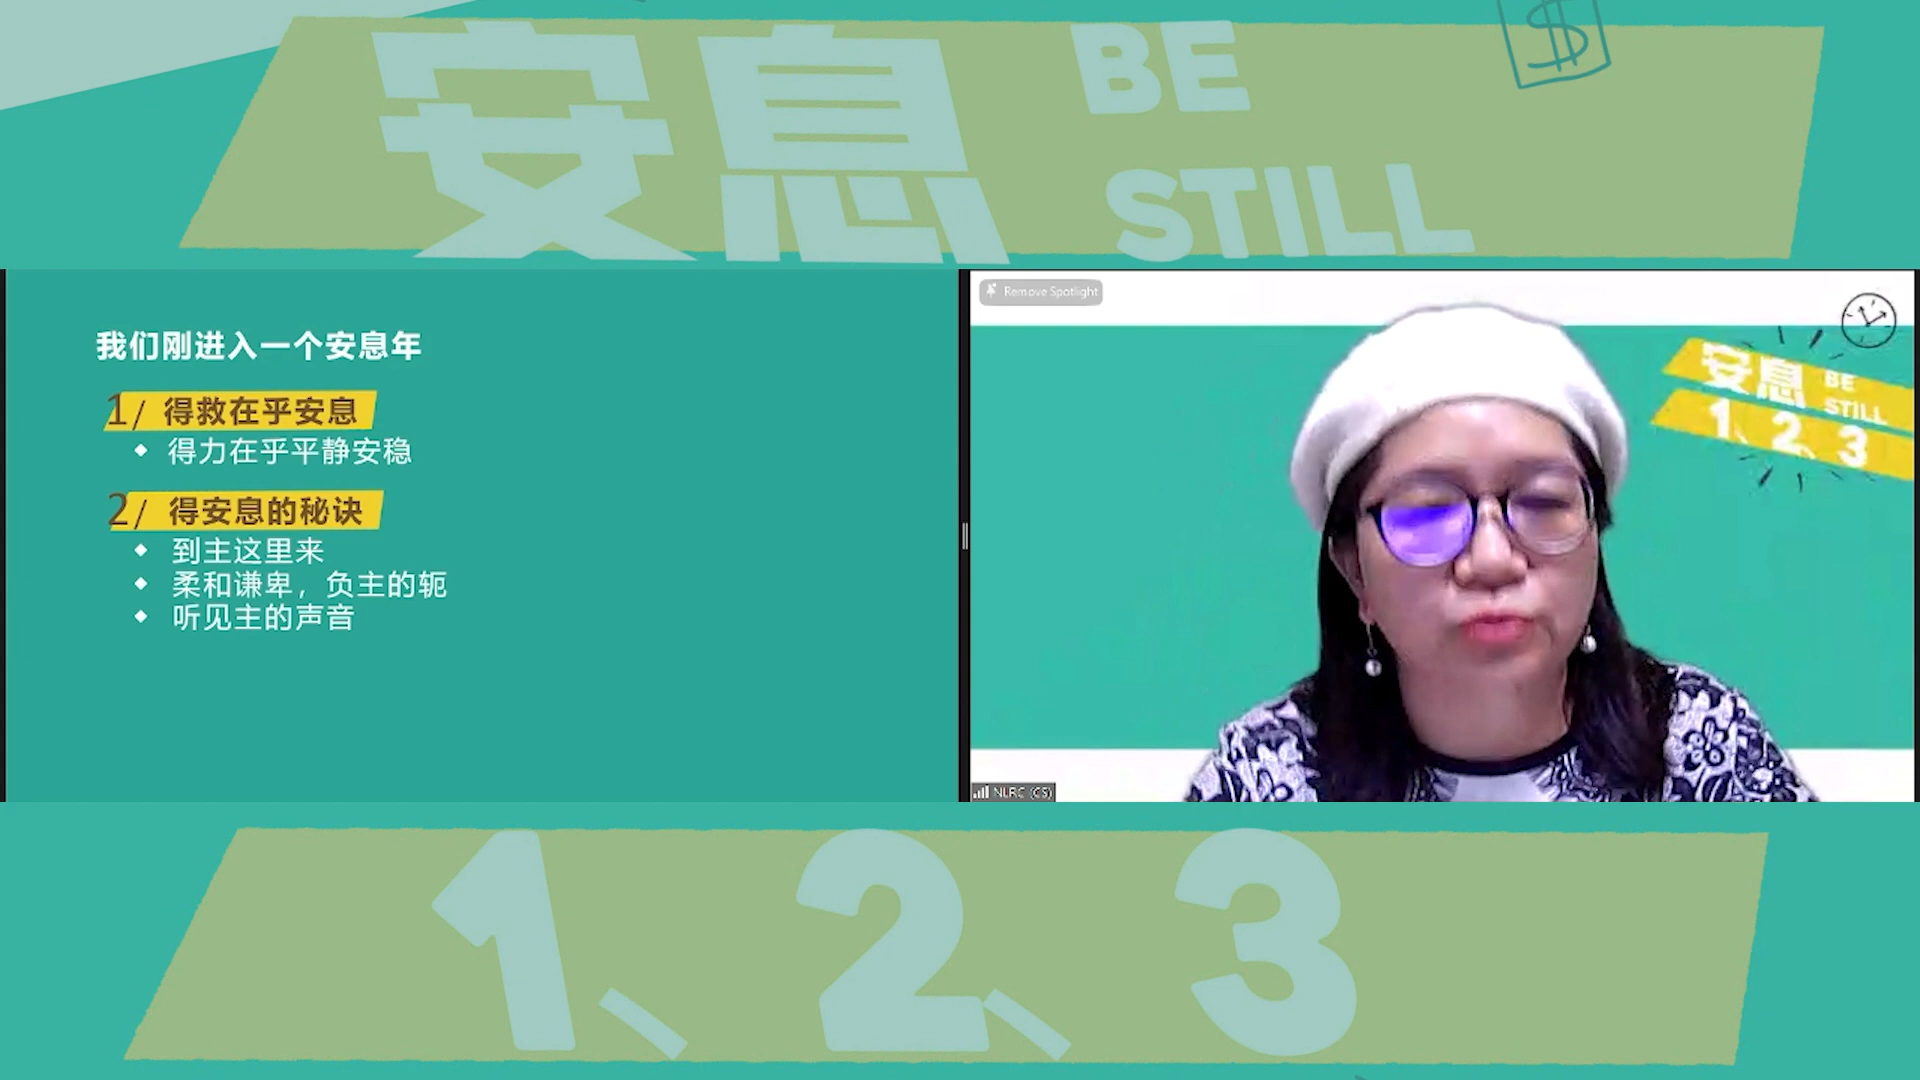 安息 BE
STILL
我们刚进入一个安息年
1/ 得救在乎安息
◆ 得力在乎平静安稳
2/ 得安息的秘诀
◆ 到主这里来
◆ 柔和谦卑，负主的轭
◆ 听见主的声音
Remove Spotlight
安息 BE
STILL
1、2、3
NLRC (CS)
1、2、3